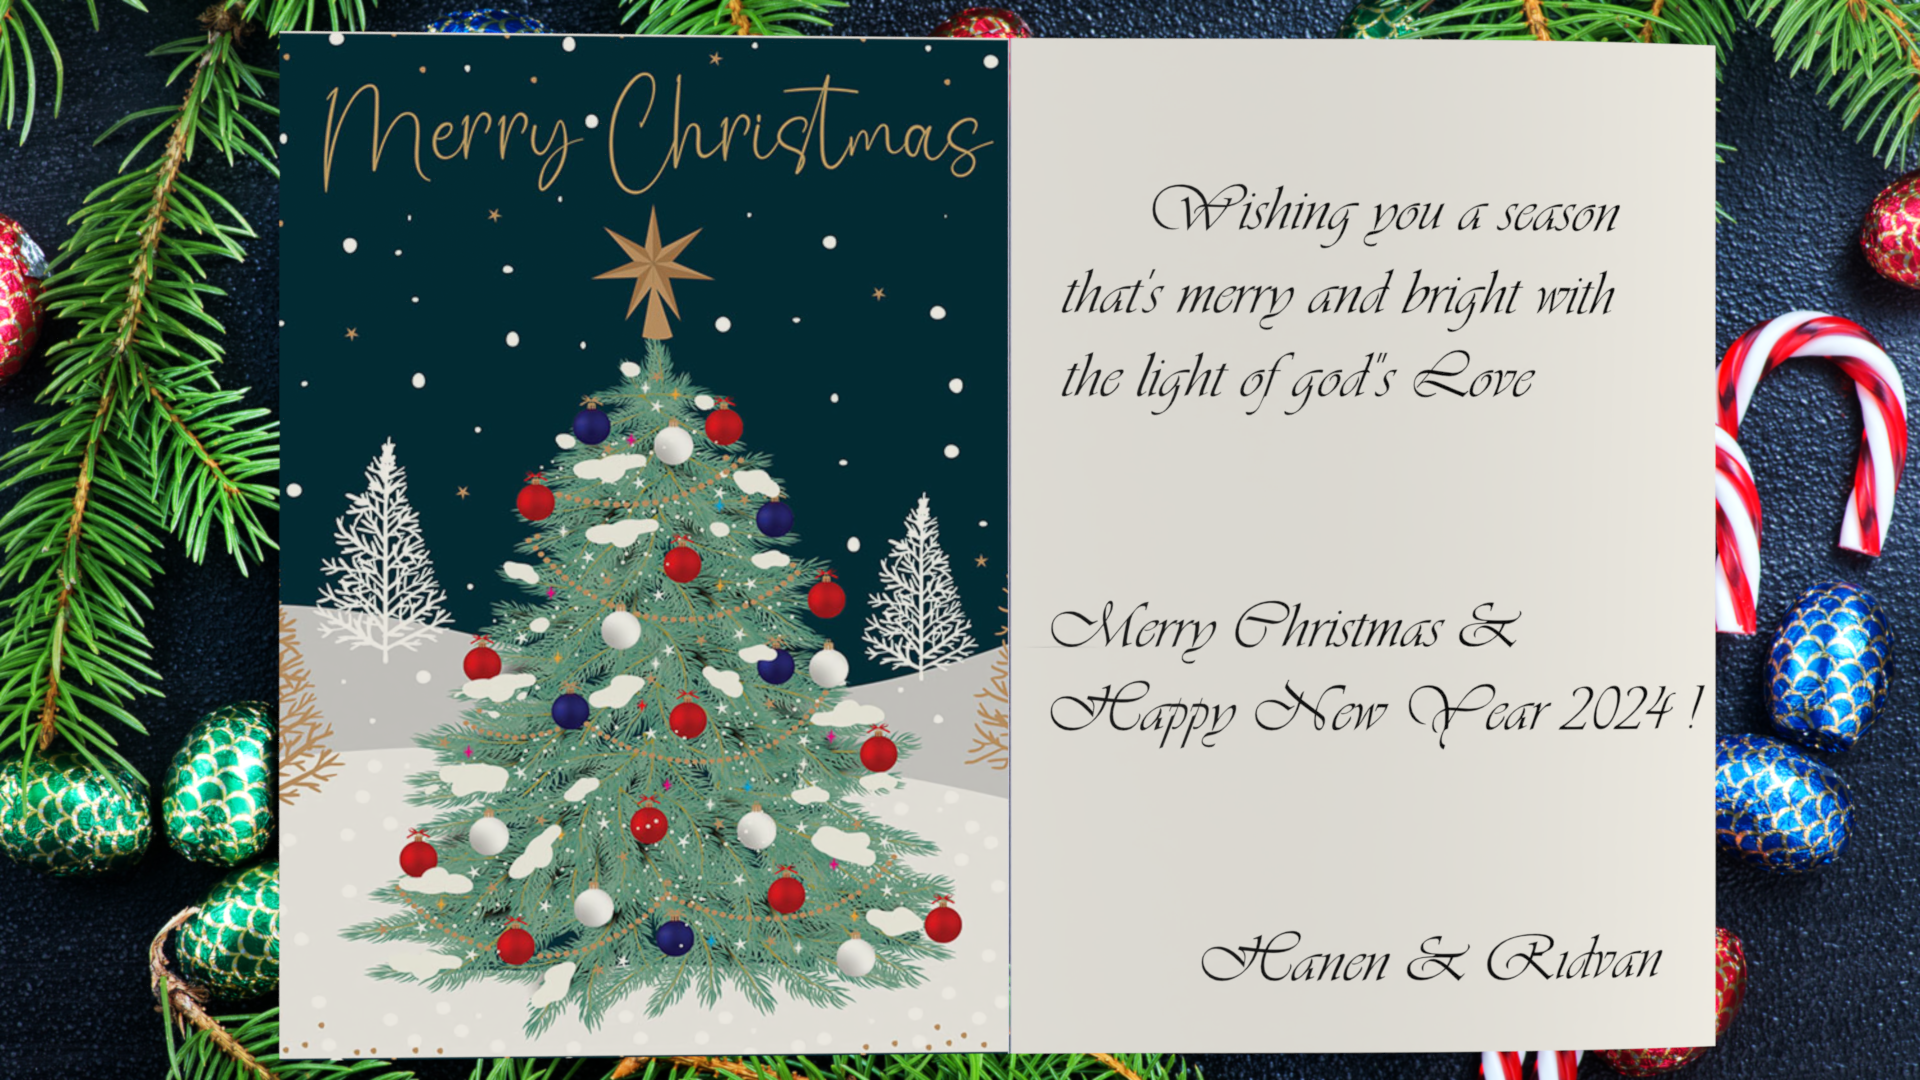 Merry Christmas
Wishing you a season
that's merry and bright with
the light of god"s Love
Merry Christmas &
Happy New Year 2024 !
Hanen & Rıdvan